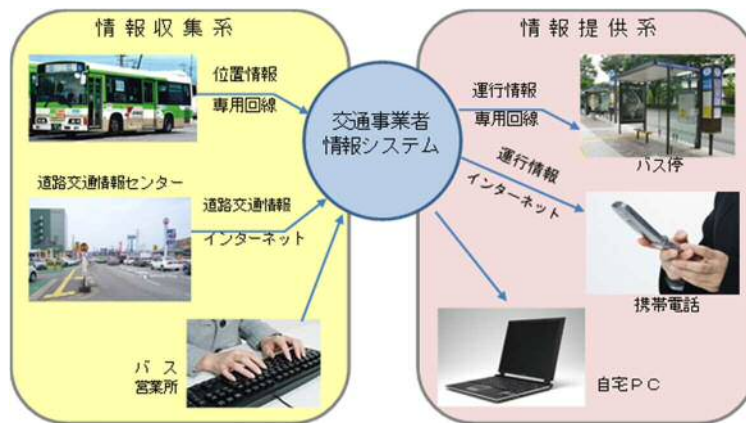 情報収集系
情報提供系
位置情報
専用回線
交通事業者
情報システム
運行情報
専用回線
バス停
道路交通情報センター
道路交通情報
インターネット
運行情報
インターネット
携帯電話
バス
営業所
自宅PC